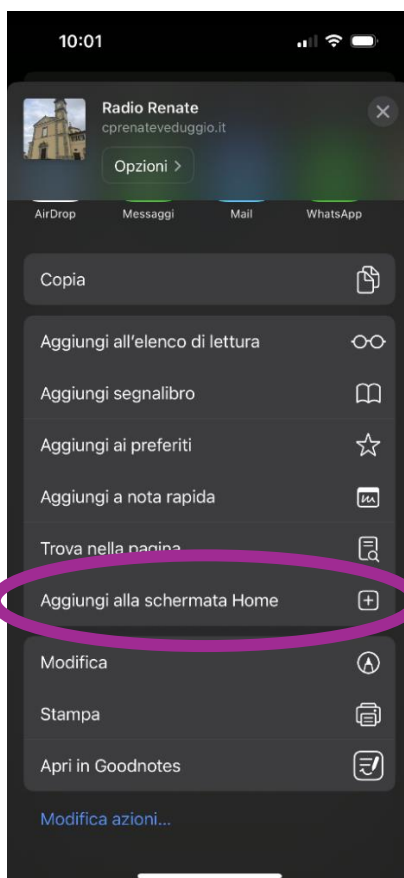 10:01
Radio Renate
cprenateveduggio.it
Opzioni >
AirDrop Messaggi Mail WhatsApp
Copia
Aggiungi all'elenco di lettura
Aggiungi segnalibro
Aggiungi ai preferiti
Aggiungi a nota rapida
Trova nella pagina
Aggiungi alla schermata Home
Modifica
Stampa
Apri in Goodnotes
Modifica azioni...